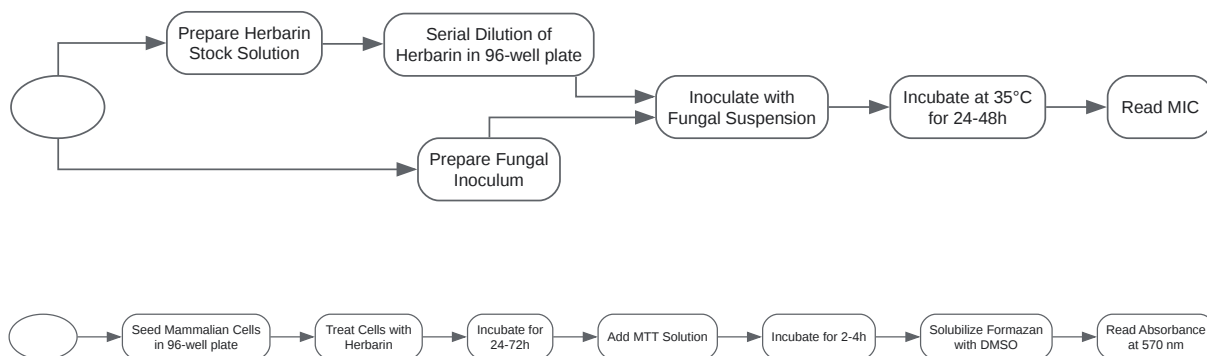 Prepare Herbarin
Stock Solution
Serial Dilution of
Herbarin in 96-well plate
Prepare Fungal
Inoculum
Inoculate with
Fungal Suspension
Incubate at 35°C
for 24-48h
Read MIC
Seed Mammalian Cells
in 96-well plate
Treat Cells with
Herbarin
Incubate for
24-72h
Add MTT Solution
Incubate for 2-4h
Solubilize Formazan
with DMSO
Read Absorbance
at 570 nm